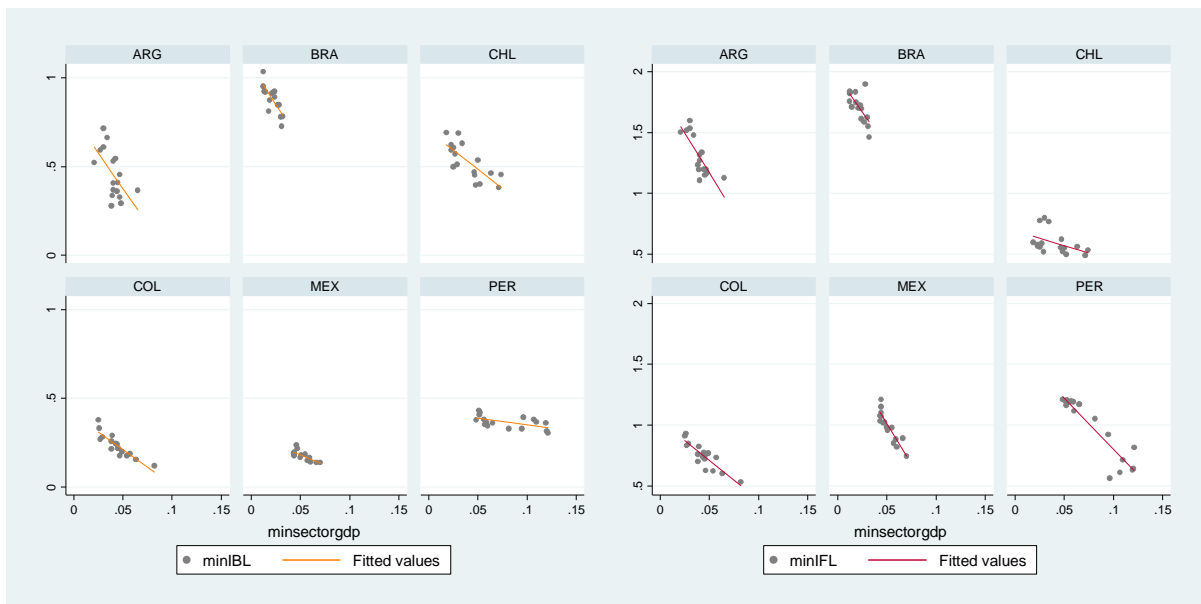 ARG BRA CHL
1
.5
0
COL MEX PER
1
.5
0
0 .05 .1 .15 0 .05 .1 .15 0 .05 .1 .15
minsectorgdp
minIBL Fitted values
ARG BRA CHL
2
1.5
1
.5
COL MEX PER
2
1.5
1
.5
0 .05 .1 .15 0 .05 .1 .15 0 .05 .1 .15
minsectorgdp
minIFL Fitted values